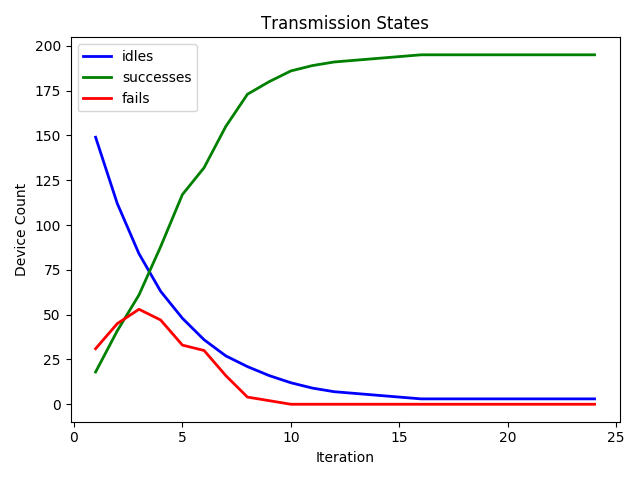 Transmission States
idles
successes
fails
Device Count
200
175
150
125
100
75
50
25
0
0 5 10 15 20 25
Iteration